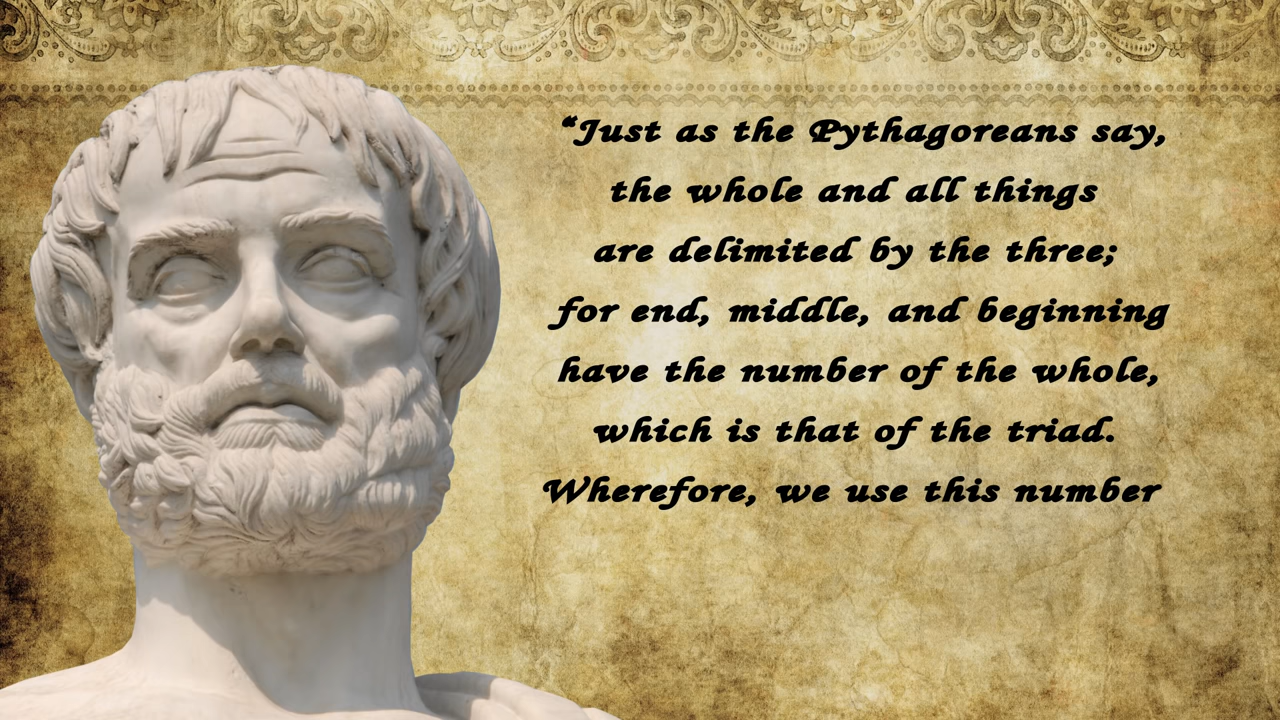 “Just as the Pythagoreans say,
the whole and all things
are delimited by the three;
for end, middle, and beginning
have the number of the whole,
which is that of the triad.
Wherefore, we use this number